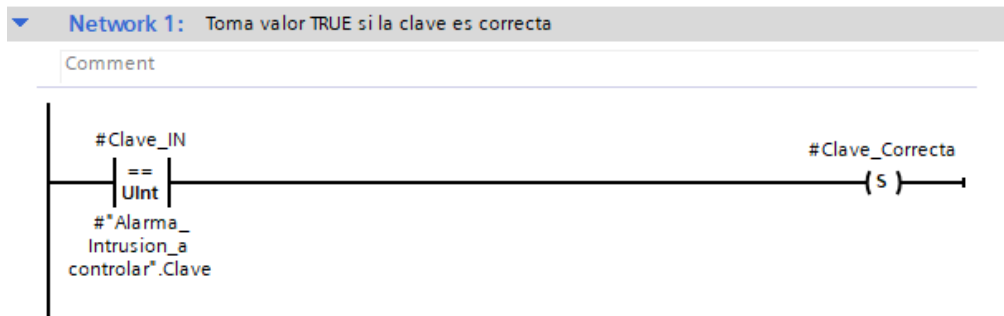 Network 1: Toma valor TRUE si la clave es correcta
Comment
#Clave_IN
#Clave_Correcta
==
UInt
S
#"Alarma_
Intrusion_a
controlar".Clave